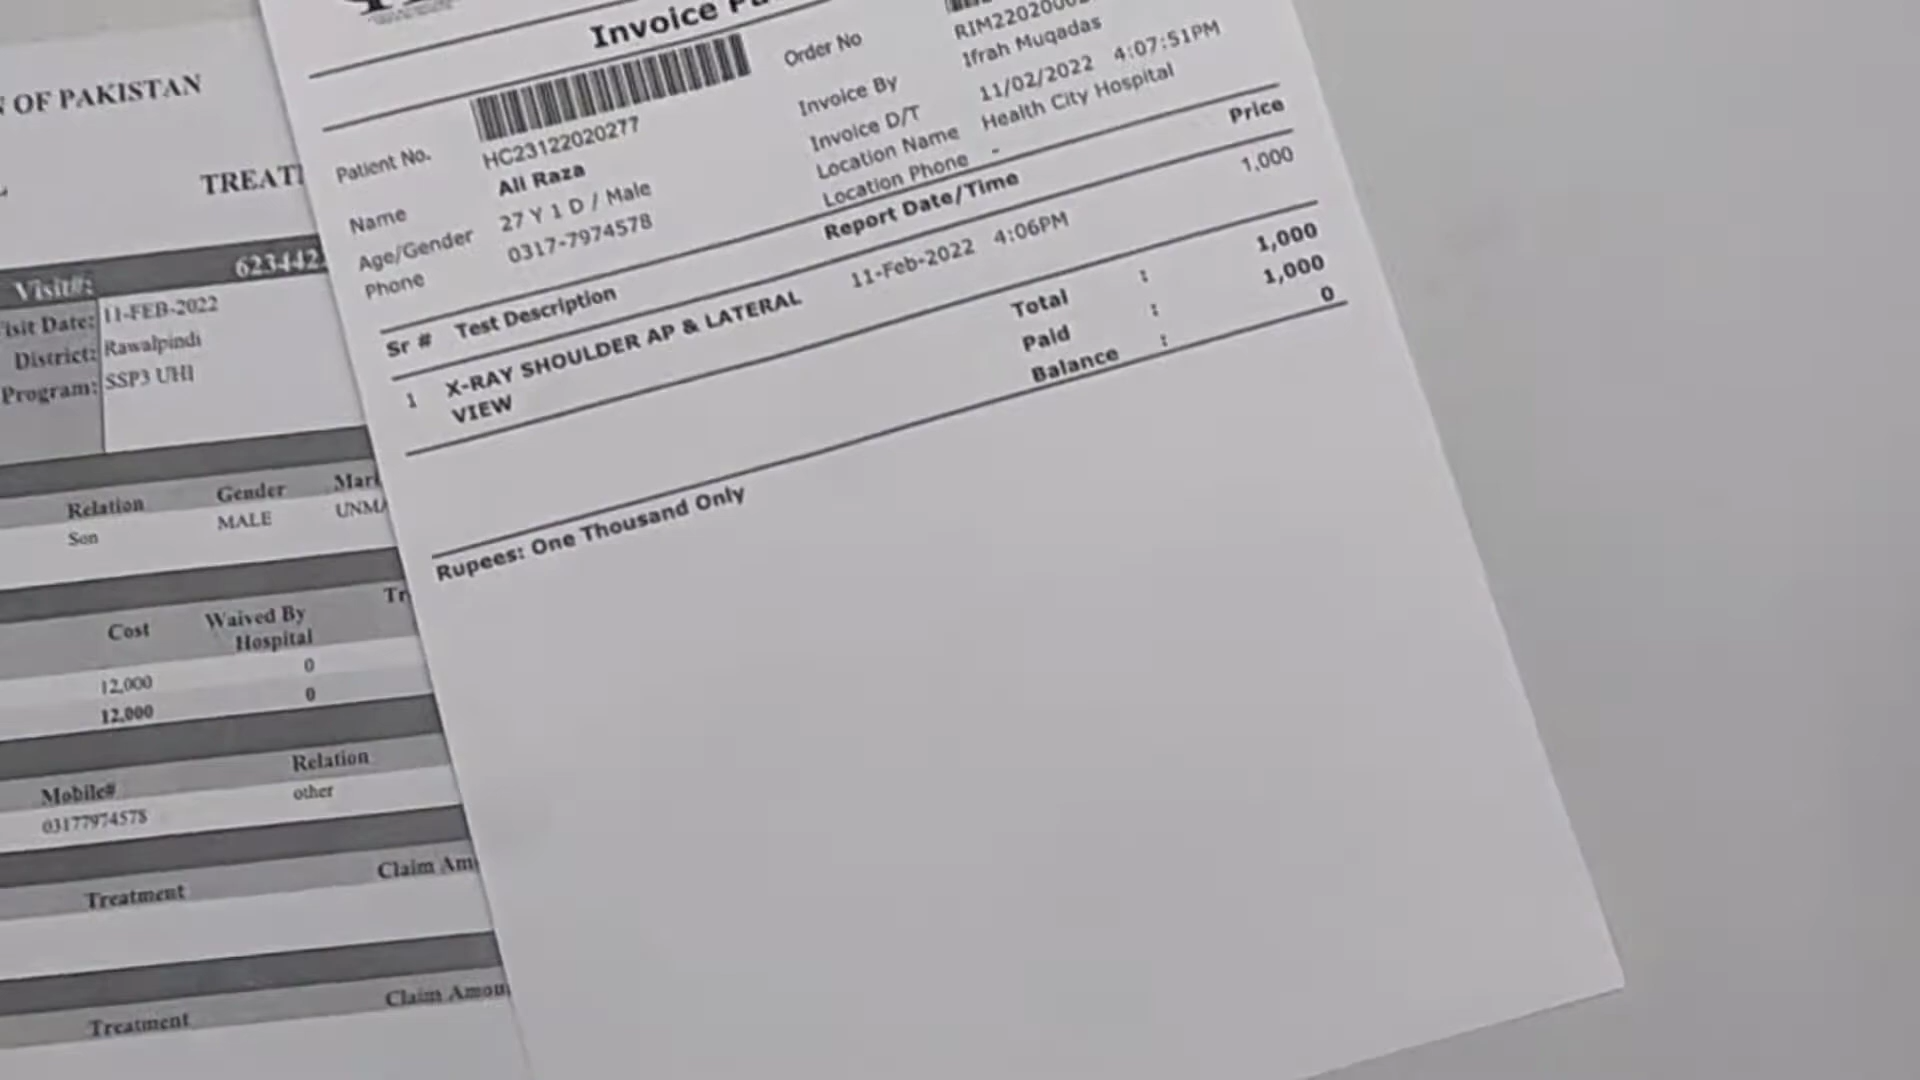 OF PAKISTAN
TREAT
Visit#: 623442
isit Date: 11-FEB-2022
District: Rawalpindi
Program: SSP3 UHI
Relation Gender Mari
Son MALE UNMA
Cost Waived By Hospital Tr
12,000 0
12,000 0
Mobile# Relation
03177974578 other
Treatment Claim Am
Treatment Claim Amou
Invoice
Patient No. HC23122020277
Name Ali Raza
Age/Gender 27 Y 1 D / Male
Phone 0317-7974578
Order No
Invoice By Ifrah Muqadas
Invoice D/T 11/02/2022 4:07:51PM
Location Name Health City Hospital
Location Phone -
Sr # Test Description Report Date/Time Price
1 X-RAY SHOULDER AP & LATERAL 11-Feb-2022 4:06PM 1,000
VIEW
Total : 1,000
Paid : 1,000
Balance : 0
Rupees: One Thousand Only